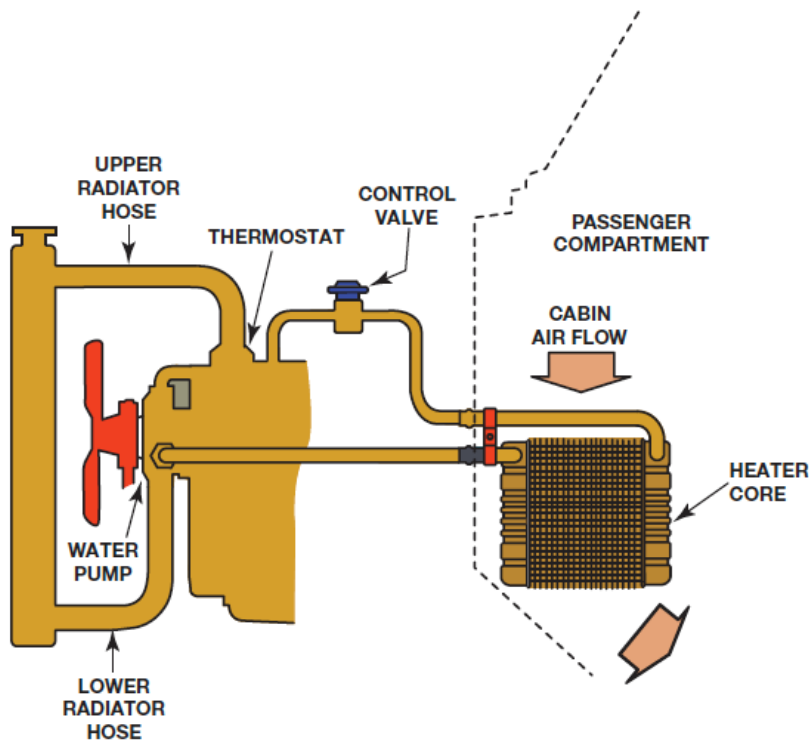 UPPER
RADIATOR
HOSE
THERMOSTAT
CONTROL
VALVE
PASSENGER
COMPARTMENT
CABIN
AIR FLOW
HEATER
CORE
WATER
PUMP
LOWER
RADIATOR
HOSE